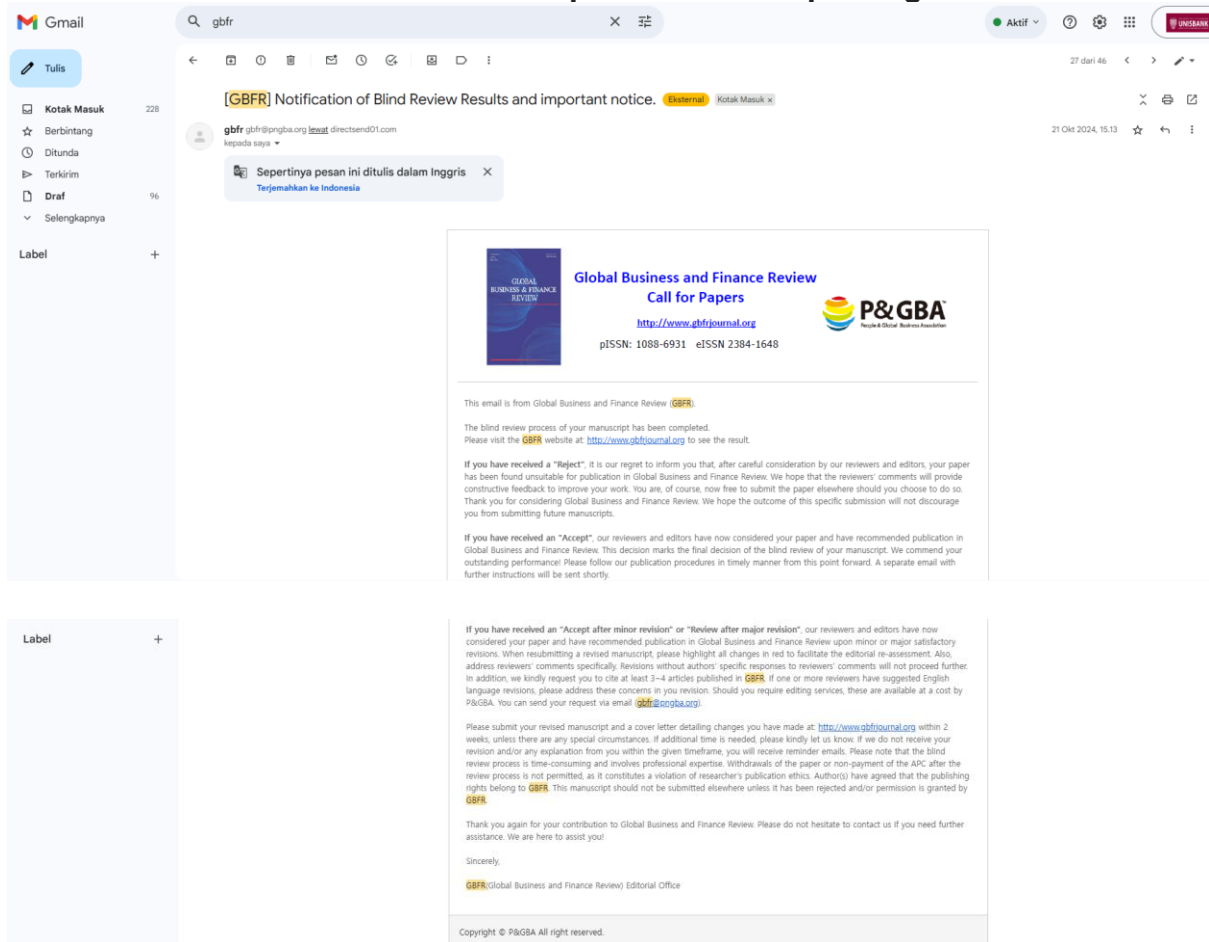 Gmail
gbfr
Aktif
UNISBANK
Tulis
27 dari 46
Kotak Masuk 228
Berbintang
Ditunda
Terkirim
Draf 96
Selengkapnya
Label
[GBFR] Notification of Blind Review Results and important notice. Eksternal Kotak Masuk x
gbfr gbfr@pngba.org lewat directsend01.com
kepada saya
21 Okt 2024, 15.13
Sepertinya pesan ini ditulis dalam Inggris
Terjemahkan ke Indonesia
GLOBAL
BUSINESS & FINANCE
REVIEW
Global Business and Finance Review
Call for Papers
http://www.gbfrjournal.org
pISSN: 1088-6931 eISSN 2384-1648
P&GBA
People & Global Business Association
This email is from Global Business and Finance Review (GBFR).
The blind review process of your manuscript has been completed.
Please visit the GBFR website at: http://www.gbfrjournal.org to see the result.
If you have received a "Reject", it is our regret to inform you that, after careful consideration by our reviewers and editors, your paper
has been found unsuitable for publication in Global Business and Finance Review. We hope that the reviewers' comments will provide
constructive feedback to improve your work. You are, of course, now free to submit the paper elsewhere should you choose to do so.
Thank you for considering Global Business and Finance Review. We hope the outcome of this specific submission will not discourage
you from submitting future manuscripts.
If you have received an "Accept", our reviewers and editors have now considered your paper and have recommended publication in
Global Business and Finance Review. This decision marks the final decision of the blind review of your manuscript. We commend your
outstanding performance! Please follow our publication procedures in timely manner from this point forward. A separate email with
further instructions will be sent shortly.
Label
If you have received an "Accept after minor revision" or "Review after major revision", our reviewers and editors have now
considered your paper and have recommended publication in Global Business and Finance Review upon minor or major satisfactory
revisions. When resubmitting a revised manuscript, please highlight all changes in red to facilitate the editorial re-assessment. Also,
address reviewers' comments specifically. Revisions without authors' specific responses to reviewers' comments will not proceed further.
In addition, we kindly request you to cite at least 3~4 articles published in GBFR. If one or more reviewers have suggested English
language revisions, please address these concerns in you revision. Should you require editing services, these are available at a cost by
P&GBA. You can send your request via email (gbfr@pngba.org).
Please submit your revised manuscript and a cover letter detailing changes you have made at: http://www.gbfrjournal.org within 2
weeks, unless there are any special circumstances. If additional time is needed, please kindly let us know. If we do not receive your
revision and/or any explanation from you within the given timeframe, you will receive reminder emails. Please note that the blind
review process is time-consuming and involves professional expertise. Withdrawals of the paper or non-payment of the APC after the
review process is not permitted, as it constitutes a violation of researcher's publication ethics. Author(s) have agreed that the publishing
rights belong to GBFR. This manuscript should not be submitted elsewhere unless it has been rejected and/or permission is granted by
GBFR.
Thank you again for your contribution to Global Business and Finance Review. Please do not hesitate to contact us if you need further
assistance. We are here to assist you!
Sincerely,
GBFR(Global Business and Finance Review) Editorial Office
Copyright © P&GBA All right reserved.